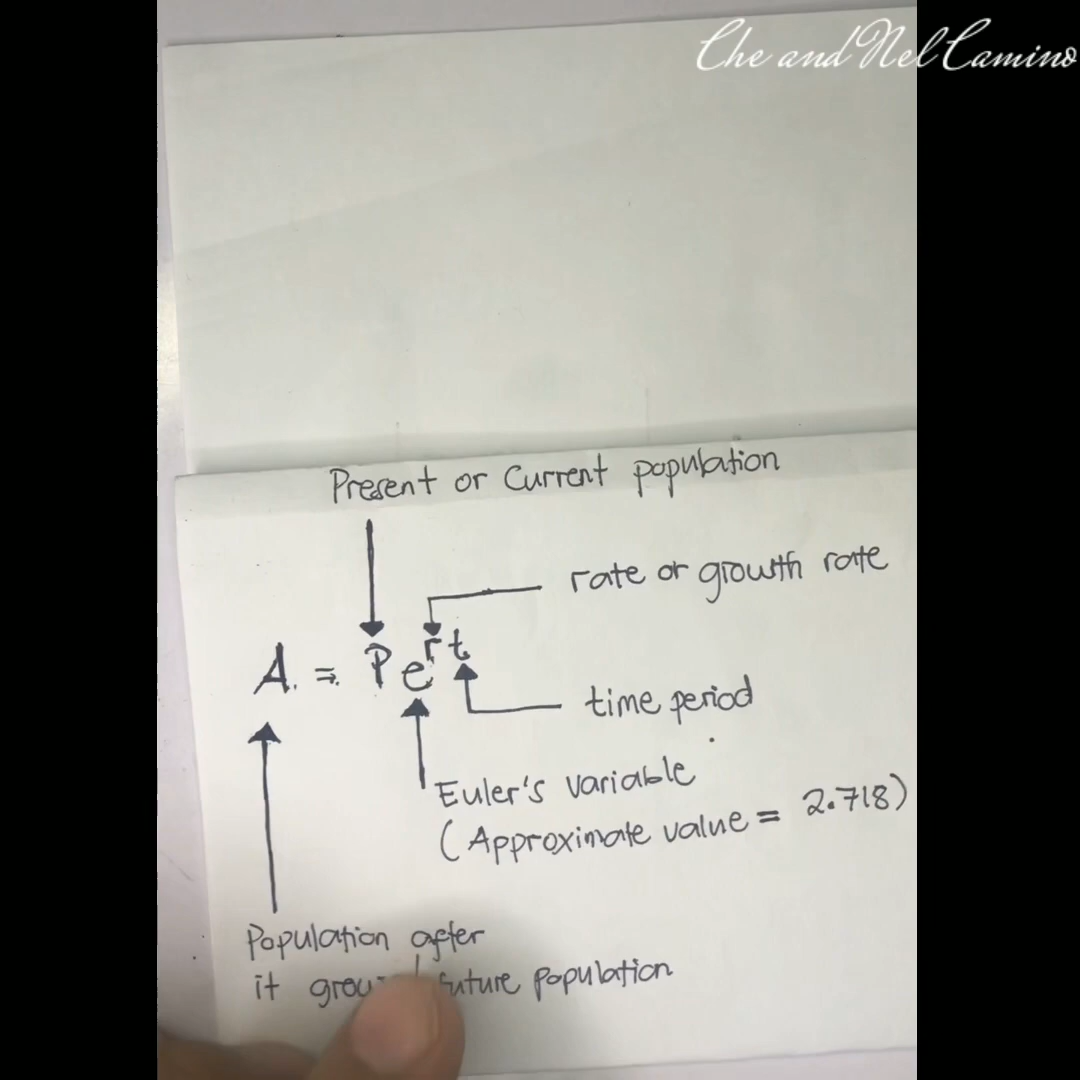 Che and Nel Camino
Present or Current population
rate or growth rate
A = Pe^rt
time period
Euler's variable
(Approximate value = 2.718)
Population after
it future population